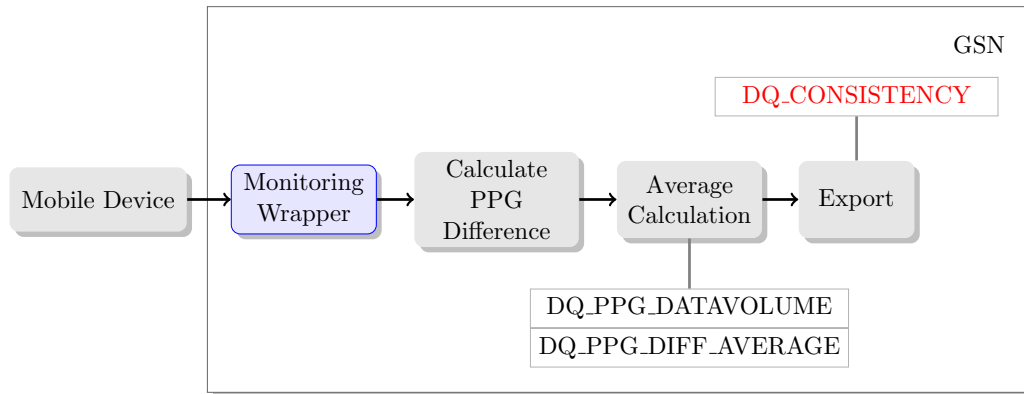 GSN
DQ_CONSISTENCY
Mobile Device
Monitoring
Wrapper
Calculate
PPG
Difference
Average
Calculation
Export
DQ_PPG_DATAVOLUME
DQ_PPG_DIFF_AVERAGE